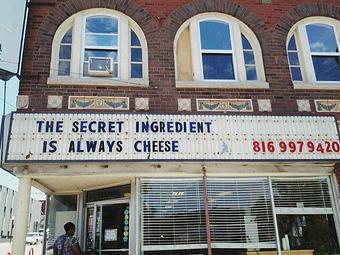 THE SECRET INGREDIENT
IS ALWAYS CHEESE 816 997 9420